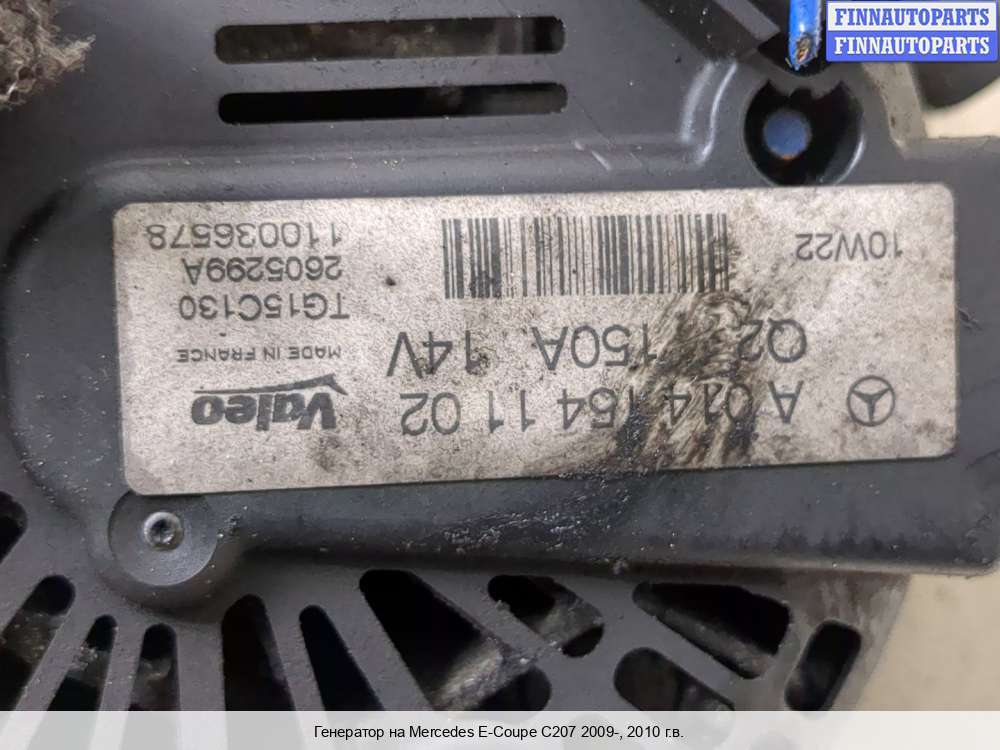 FINNAUTOPARTS
FINNAUTOPARTS
A 014 154 11 02
Valeo
Q2 150A 14V
MADE IN FRANCE
TG15C130
2605299A
10W22
110036578
Генератор на Mercedes E-Coupe C207 2009-, 2010 г.в.